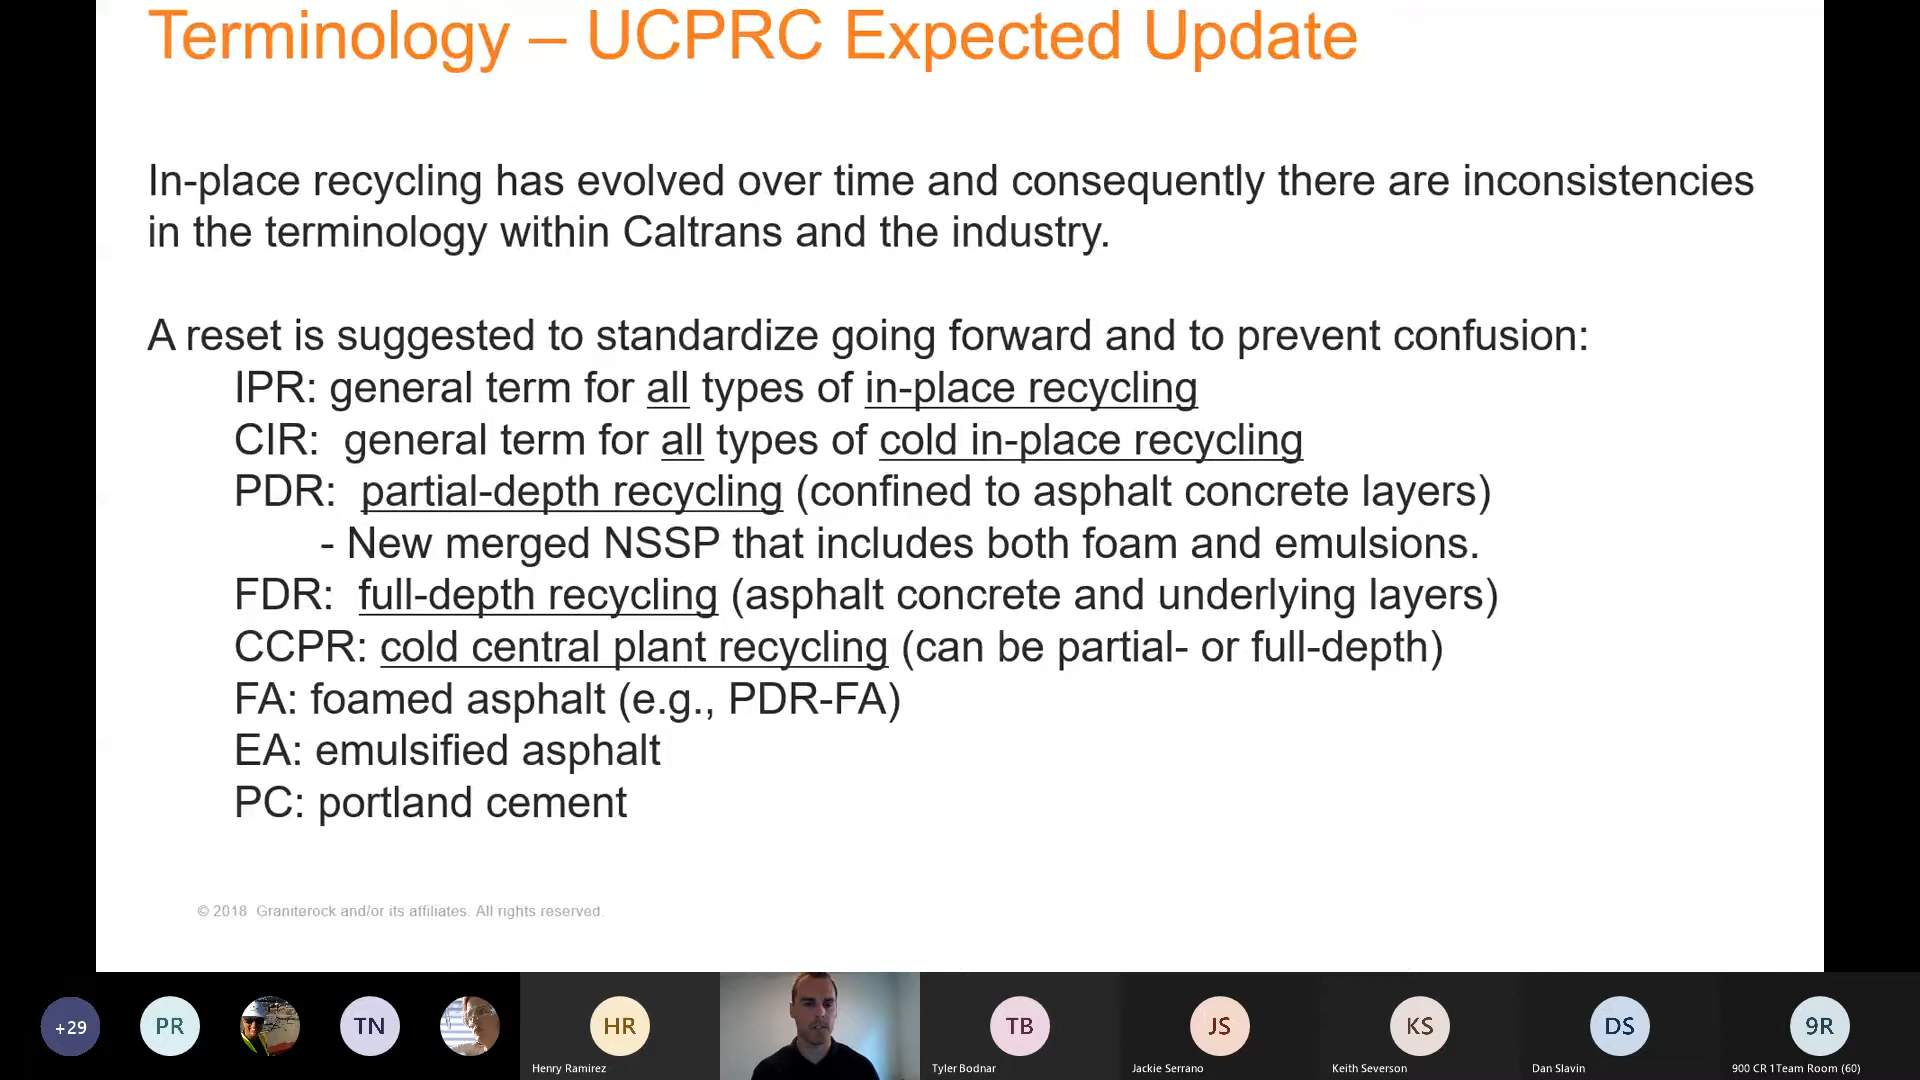 Terminology – UCPRC Expected Update
In-place recycling has evolved over time and consequently there are inconsistencies
in the terminology within Caltrans and the industry.
A reset is suggested to standardize going forward and to prevent confusion:
IPR: general term for all types of in-place recycling
CIR: general term for all types of cold in-place recycling
PDR: partial-depth recycling (confined to asphalt concrete layers)
- New merged NSSP that includes both foam and emulsions.
FDR: full-depth recycling (asphalt concrete and underlying layers)
CCPR: cold central plant recycling (can be partial- or full-depth)
FA: foamed asphalt (e.g., PDR-FA)
EA: emulsified asphalt
PC: portland cement
© 2018 Graniterock and/or its affiliates. All rights reserved.
+29 PR TN HR TB JS KS DS 9R
Henry Ramirez Tyler Bodnar Jackie Serrano Keith Severson Dan Slavin 900 CR 1Team Room (60)